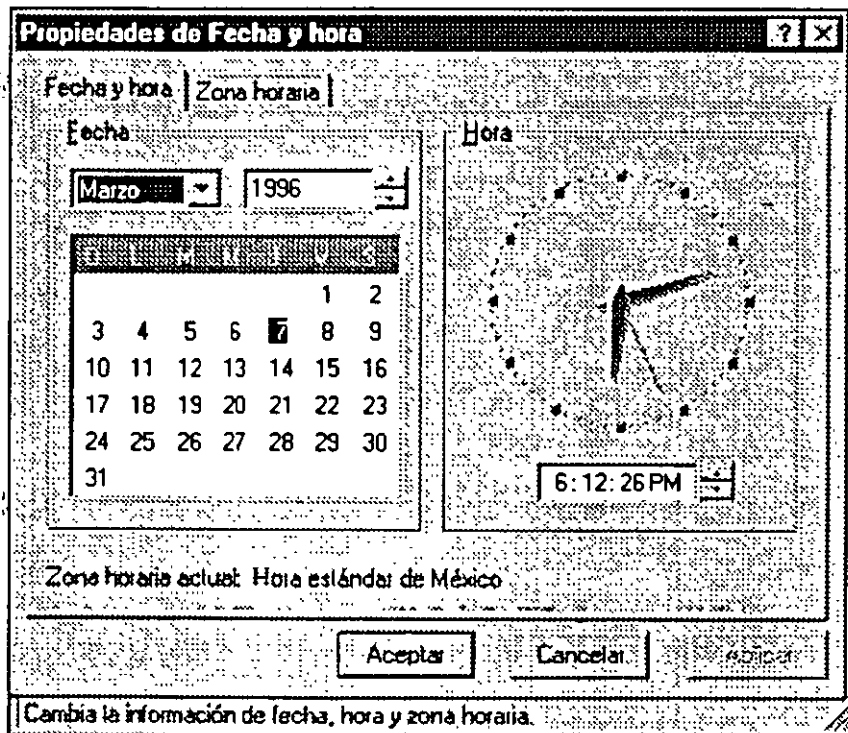 Propiedades de Fecha y hora ? X
Fecha y hora Zona horaria
Fecha
Hora
Marzo 1996
D L M M J V S
1 2
3 4 5 6 7 8 9
10 11 12 13 14 15 16
17 18 19 20 21 22 23
24 25 26 27 28 29 30
31
6:12:26 PM
Zona horaria actual: Hora estándar de México
Aceptar Cancelar Aplicar
Cambia la información de fecha, hora y zona horaria.